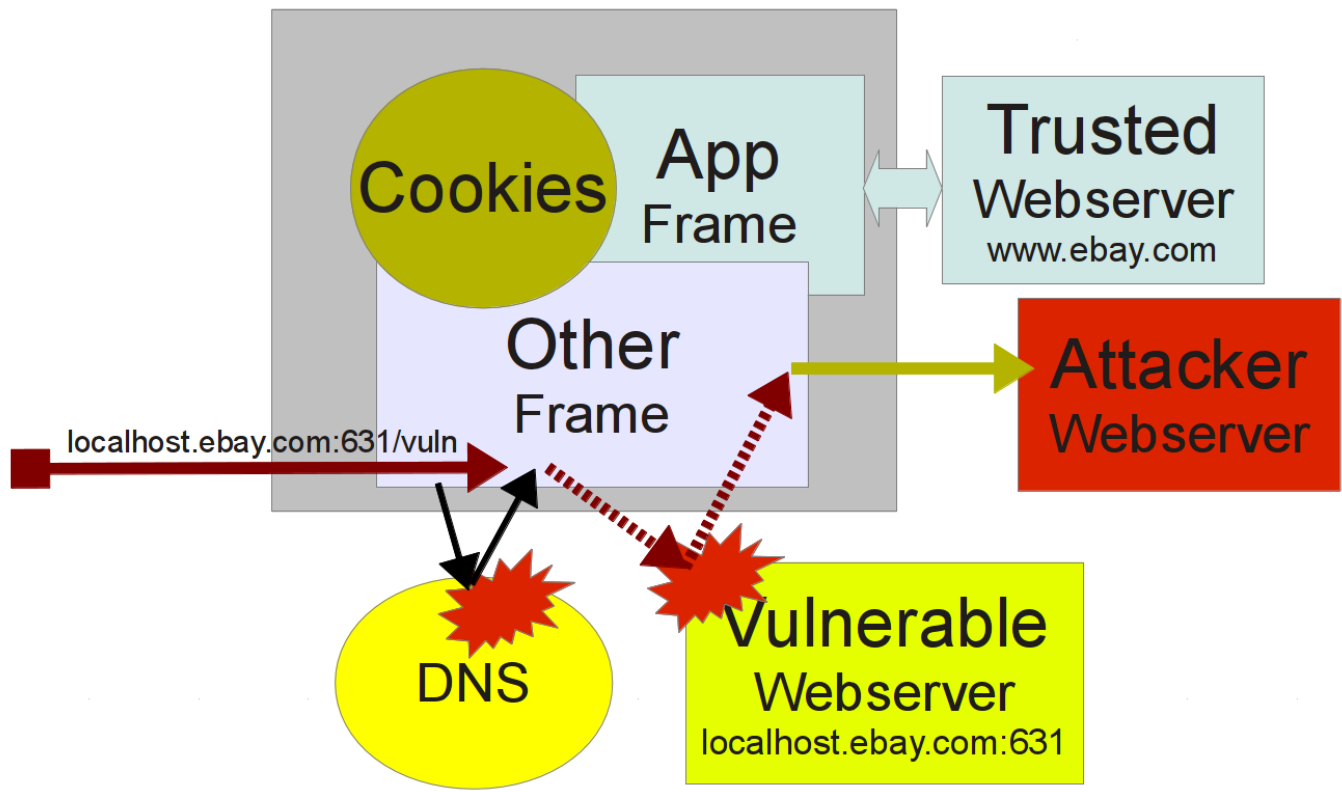 Cookies
App
Frame
Trusted
Webserver
www.ebay.com
Other
Frame
Attacker
Webserver
localhost.ebay.com:631/vuln
DNS
Vulnerable
Webserver
localhost.ebay.com:631